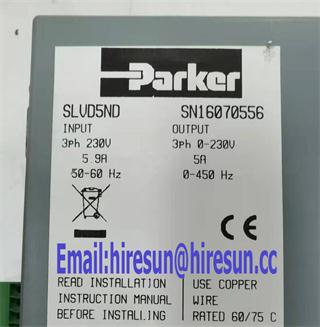 Parker
SLVD5ND SN16070556
INPUT OUTPUT
3ph 230V 3ph 0-230V
5.9A 5A
50-60 Hz 0-450 Hz
CE
Email:hiresun@hiresun.cc
READ INSTALLATION USE COPPER
INSTRUCTION MANUAL WIRE
BEFORE INSTALLING RATED 60/75 C